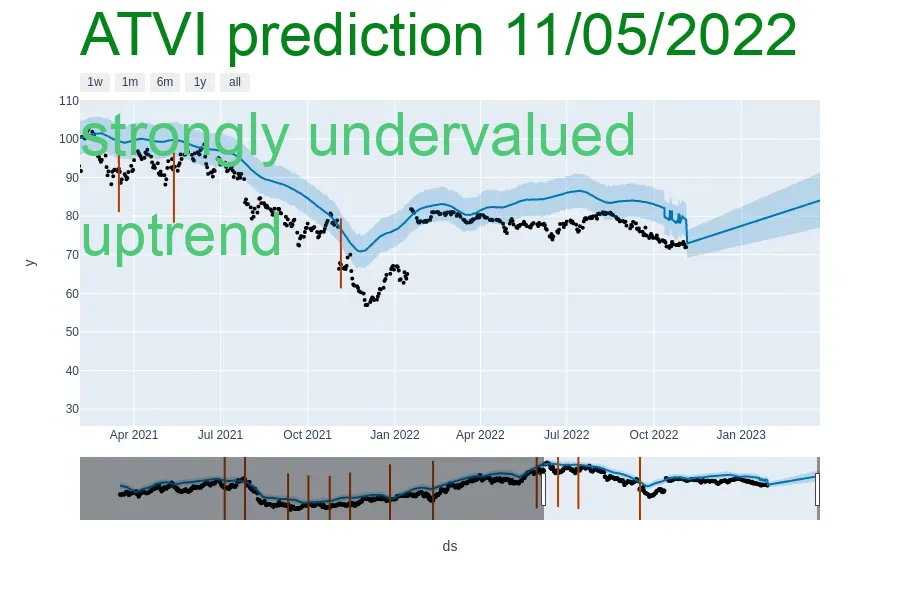 ATVI prediction 11/05/2022
1w 1m 6m 1y all
strongly undervalued
uptrend
110
100
90
80
70
60
50
40
30
y
Apr 2021 Jul 2021 Oct 2021 Jan 2022 Apr 2022 Jul 2022 Oct 2022 Jan 2023
ds